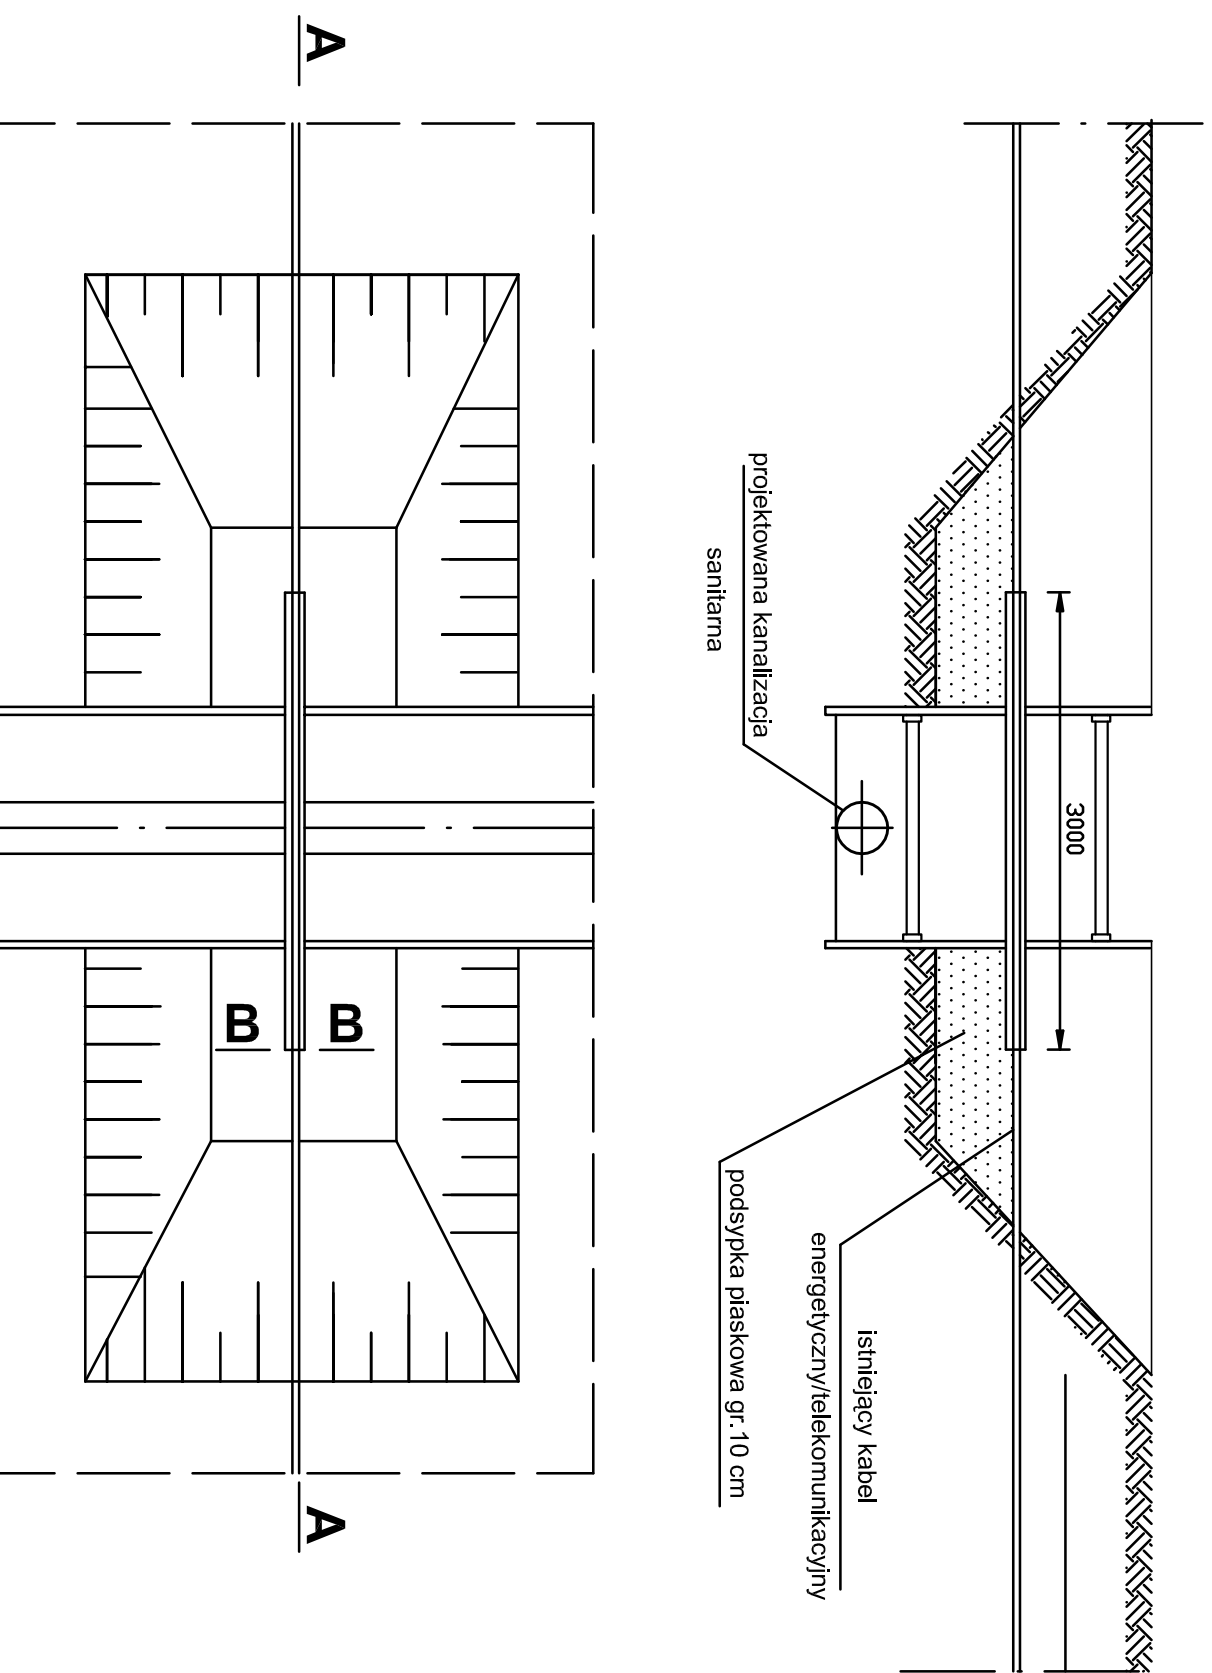 3000
projektowana kanalizacja
sanitarna
istniejący kabel
energetyczny/telekomunikacyjny
podsypka piaskowa gr.10 cm
A
A
B
B